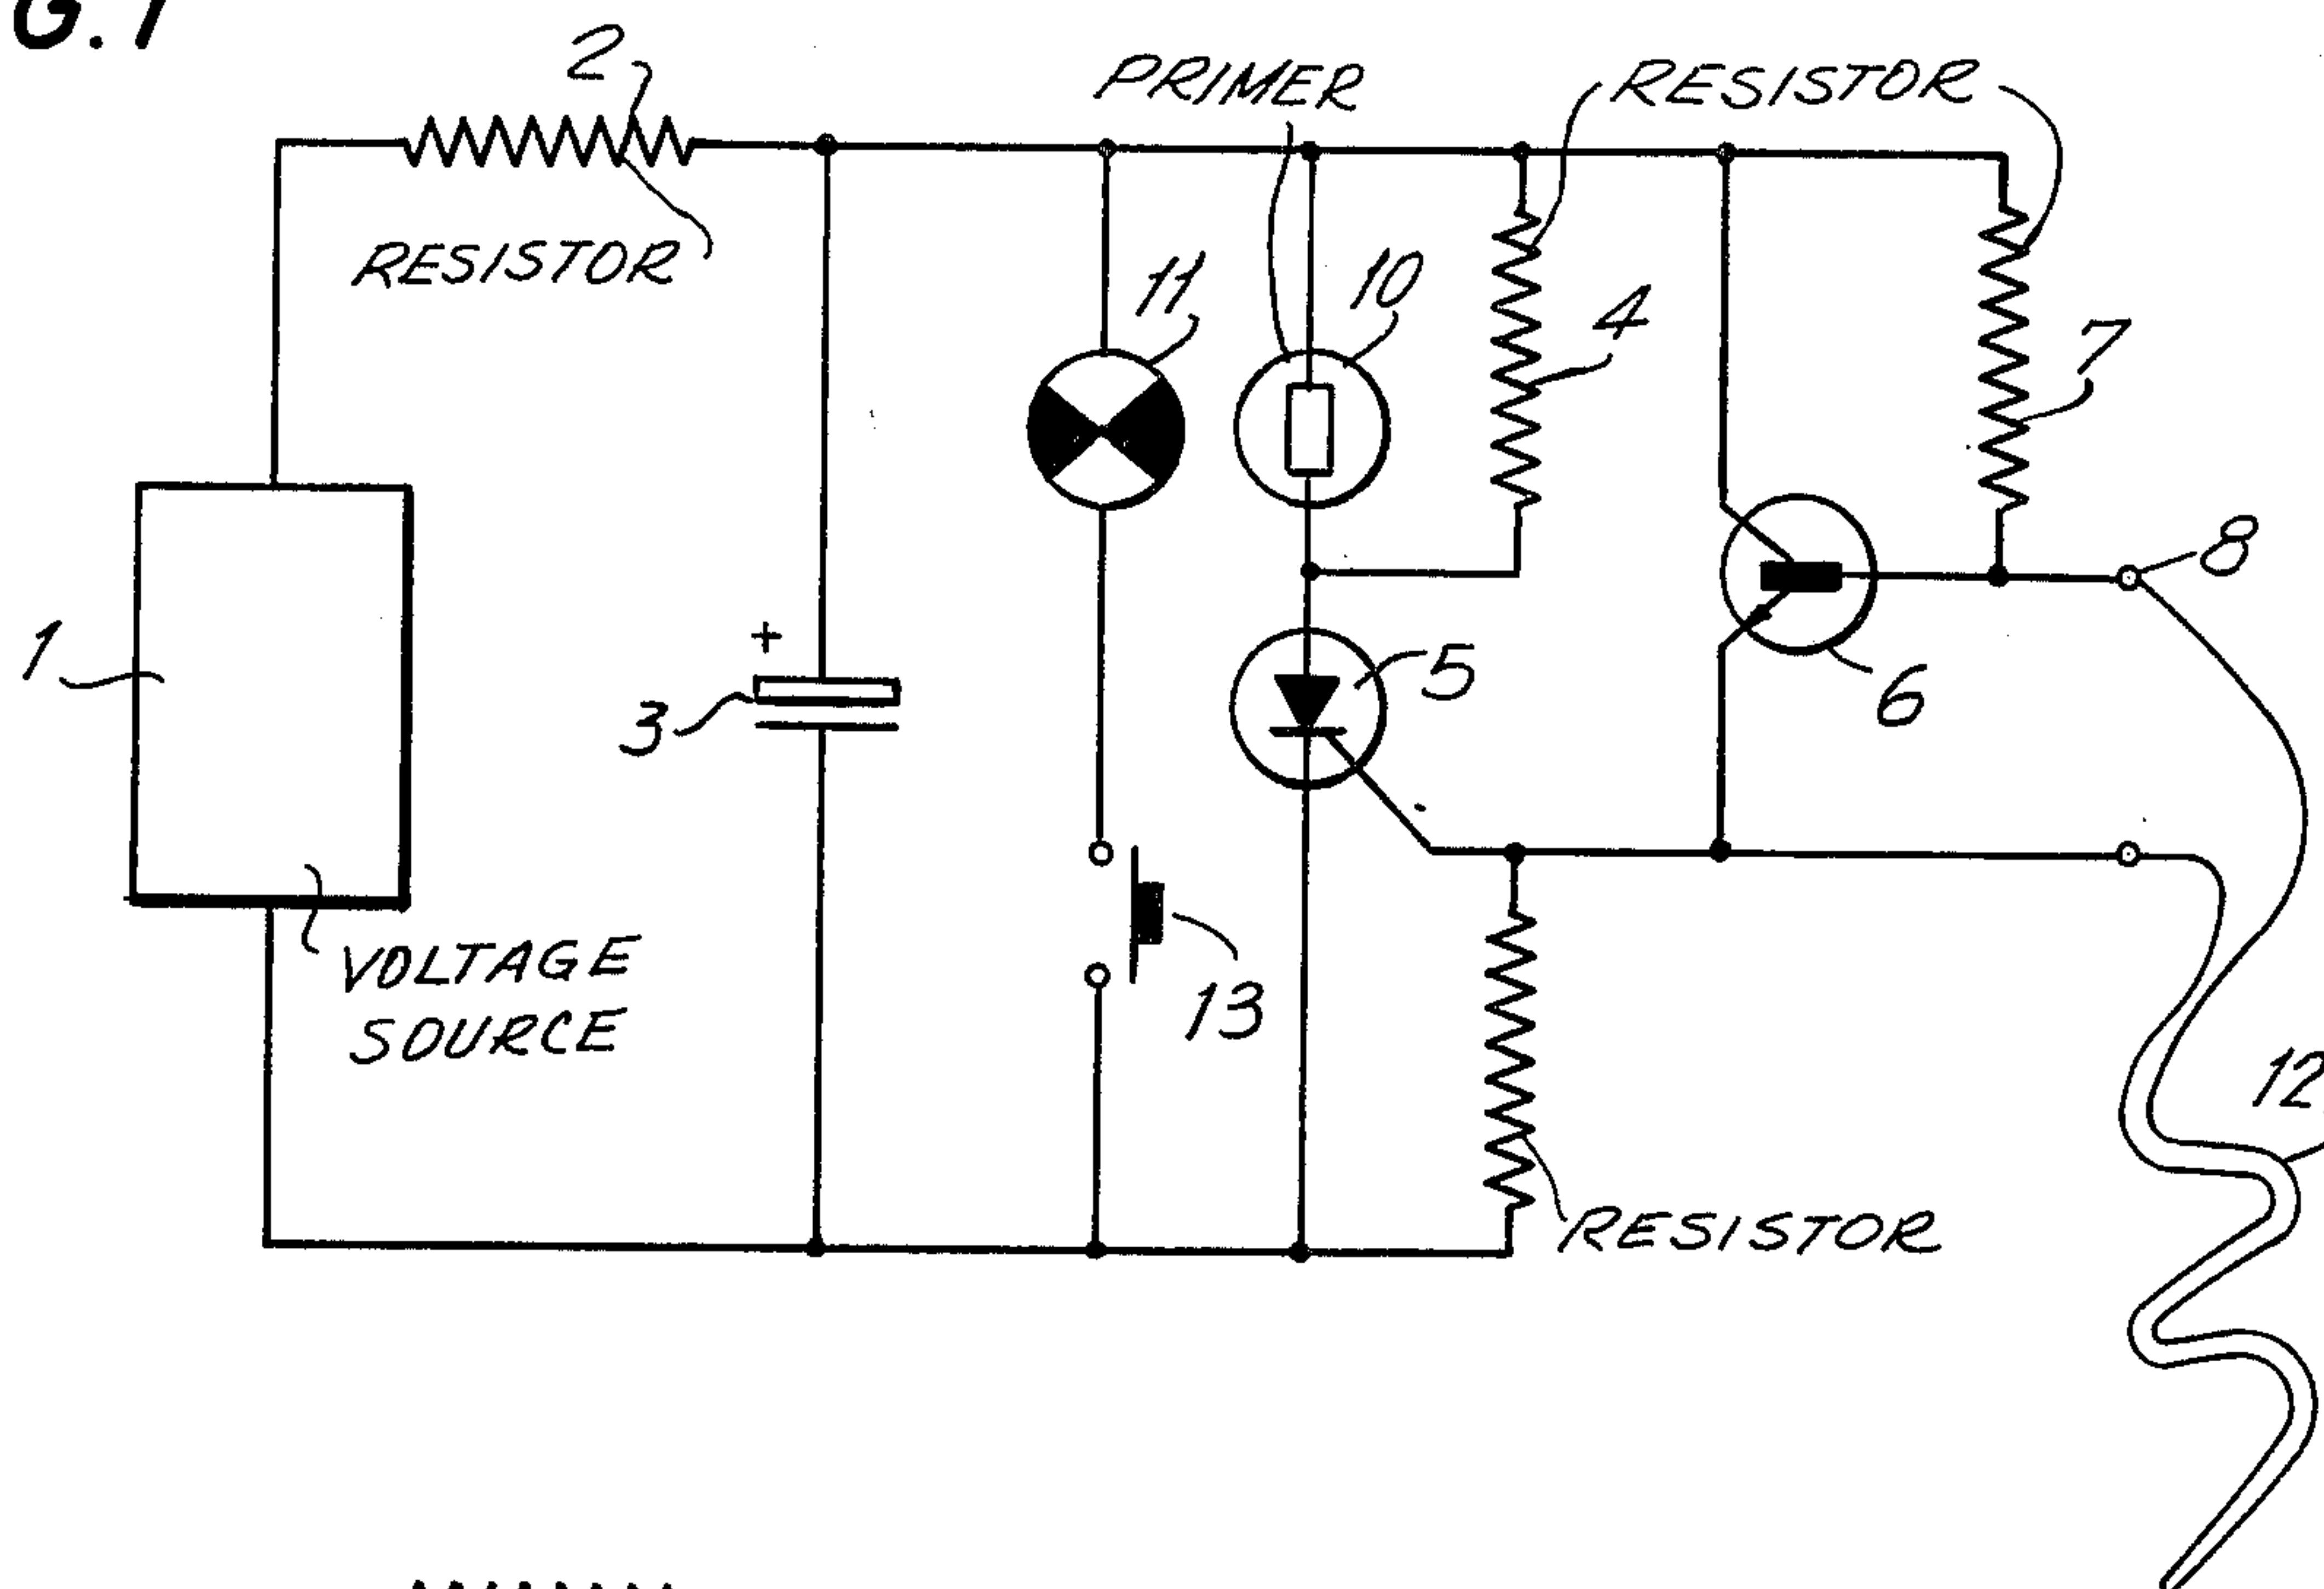 G. 1
2
PRIMER
RESISTOR
RESISTOR
11
10
4
7
8
1
+
3
5
6
VOLTAGE
SOURCE
13
12
RESISTOR